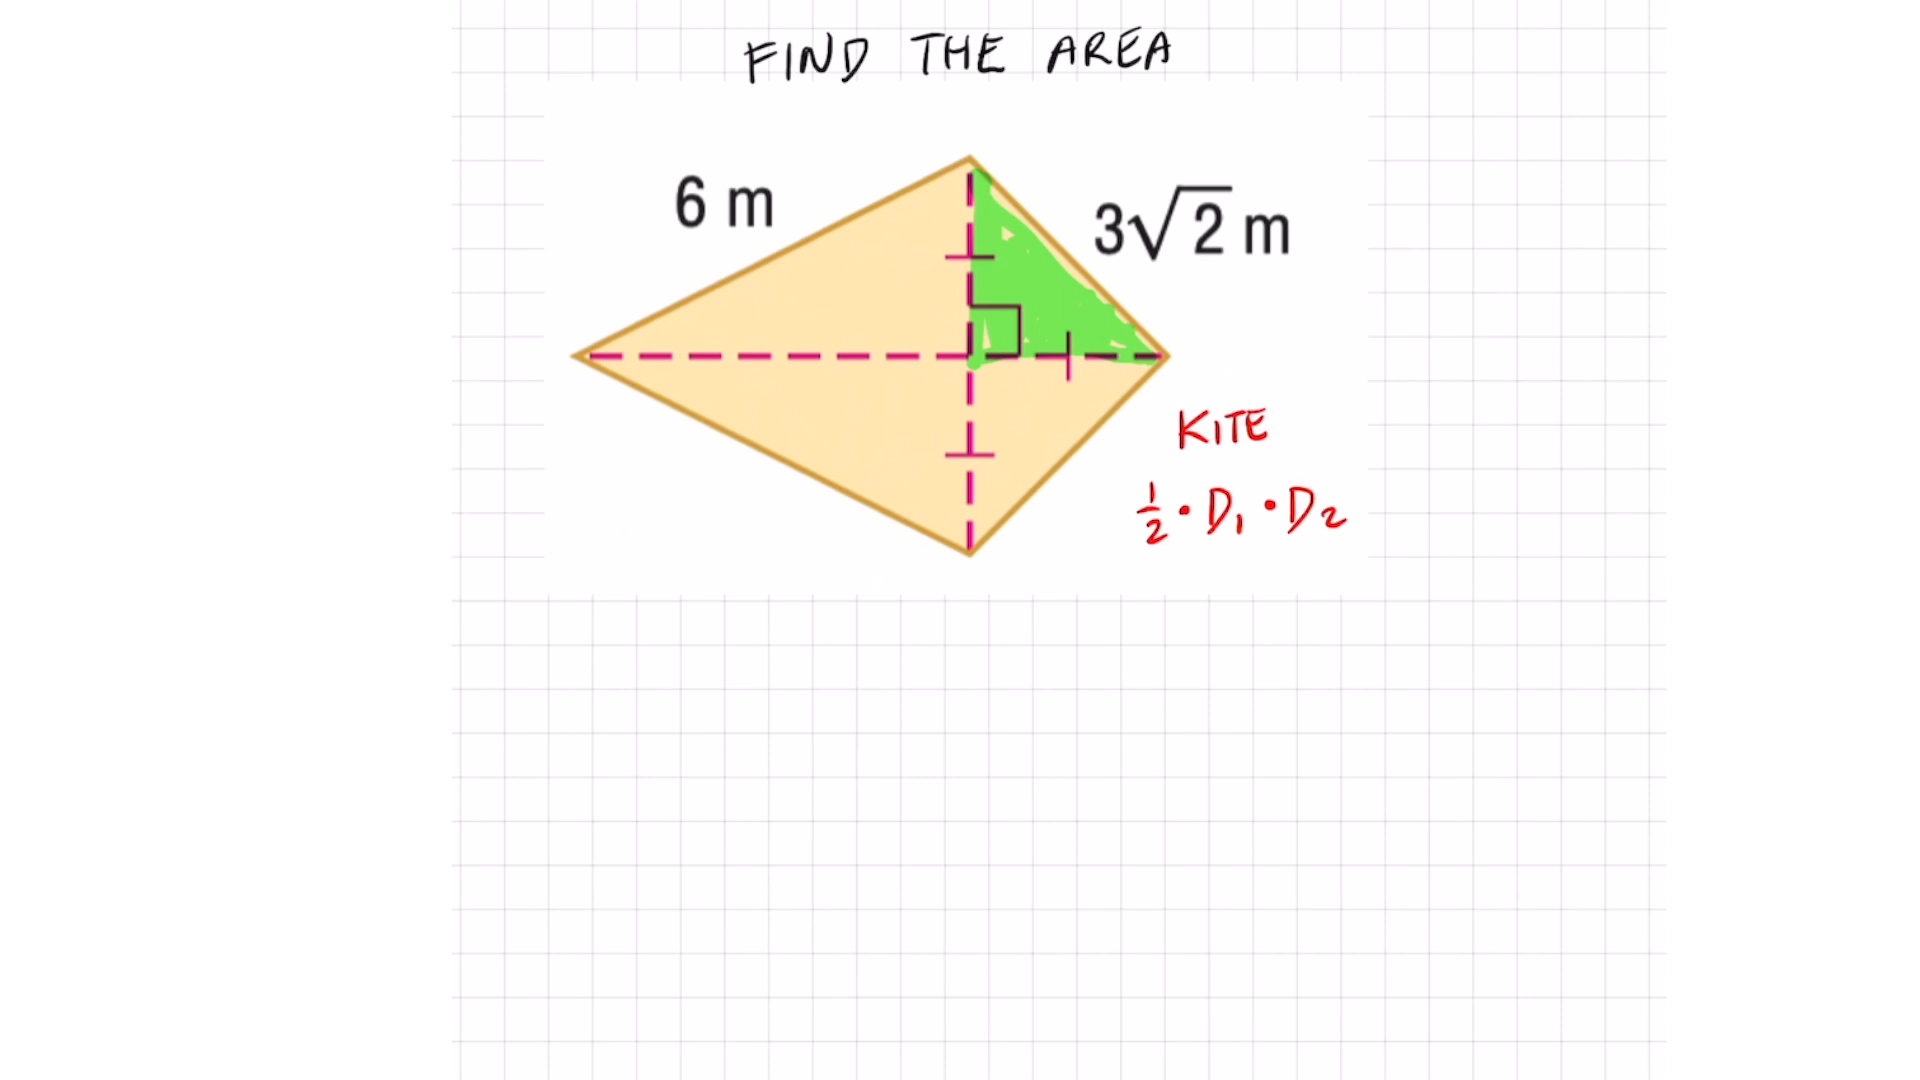 FIND THE AREA
6 m
3√2 m
KITE
1/2 · D₁ · D₂